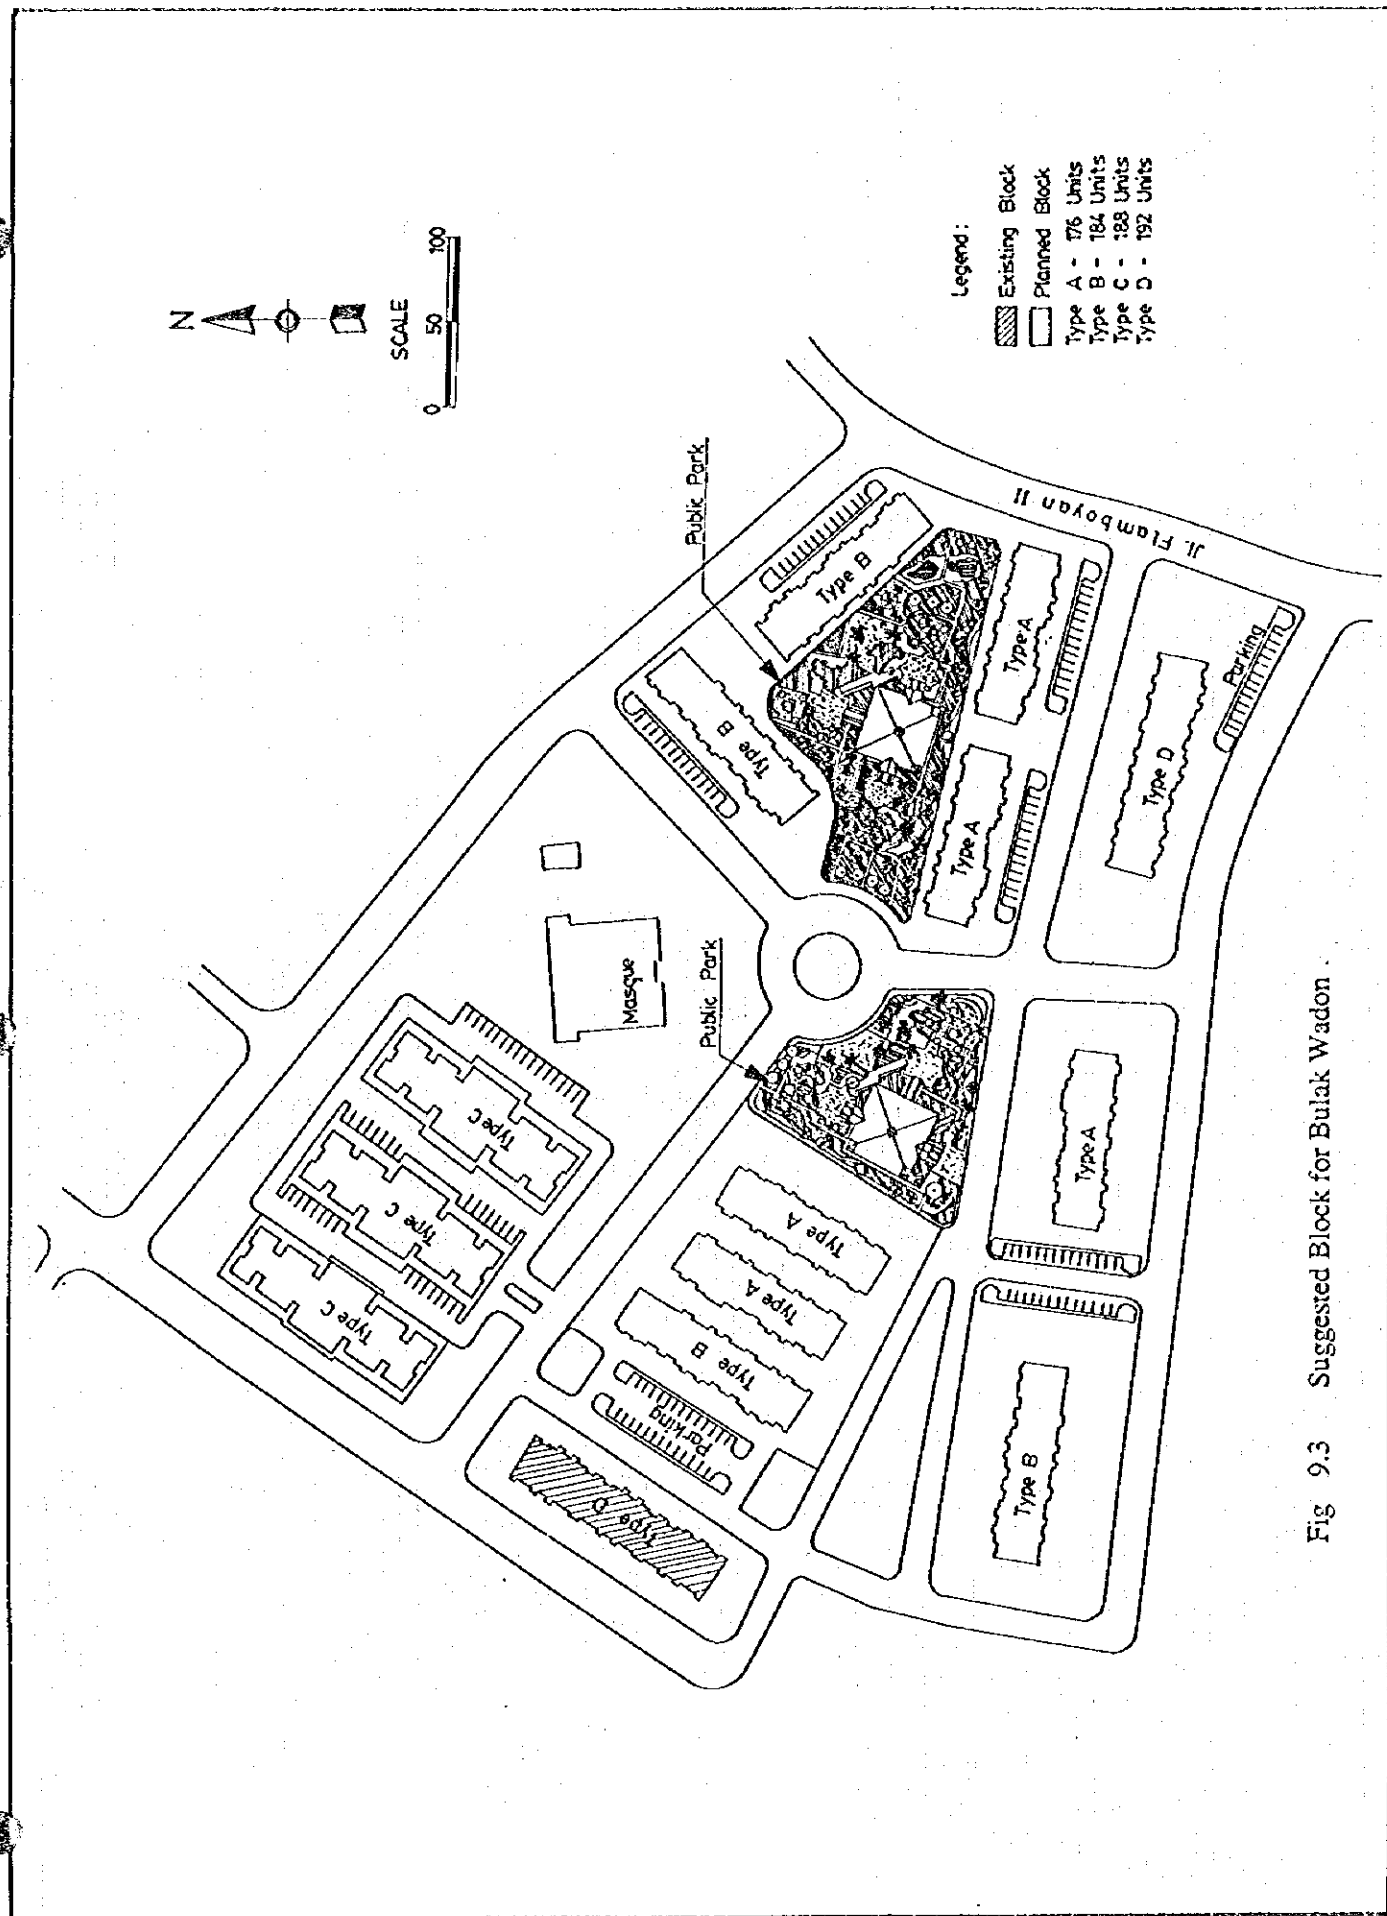 N
SCALE
0 50 100
Public Park
Public Park
Legend:
Existing Block
Planned Block
Type A - 176 Units
Type B - 184 Units
Type C - 188 Units
Type D - 192 Units
Type C
Type C
Type C
Masque
Type B
Type B
Type D
Parking
Type B
Type A
Type A
Type A
Type A
Jl. Flamboyan II
Type B
Type A
Type D
Parking
Fig 9.3 Suggested Block for Bulak Wadon .